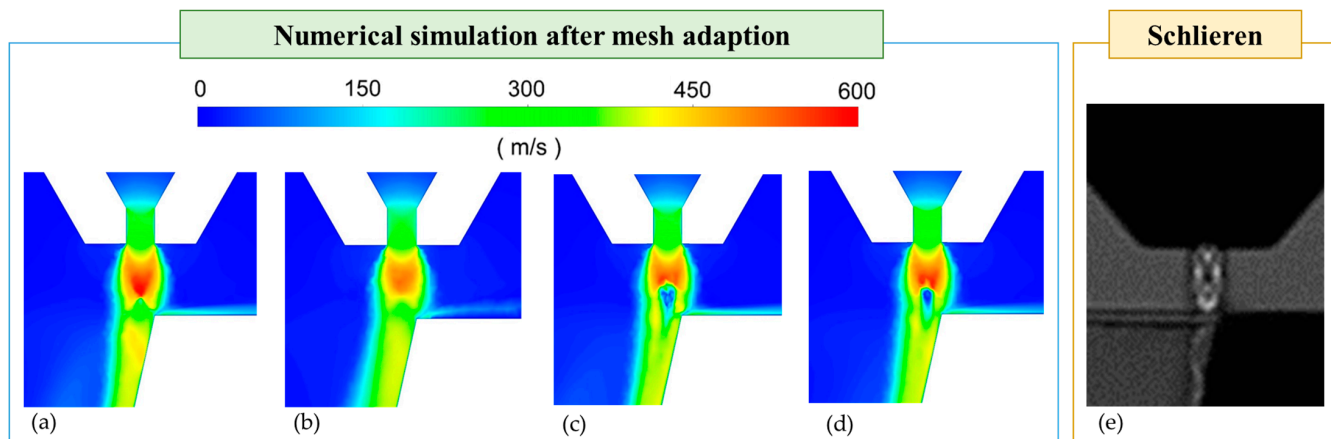 Numerical simulation after mesh adaption
Schlieren
0 150 300 450 600
( m/s )
(a) (b) (c) (d) (e)